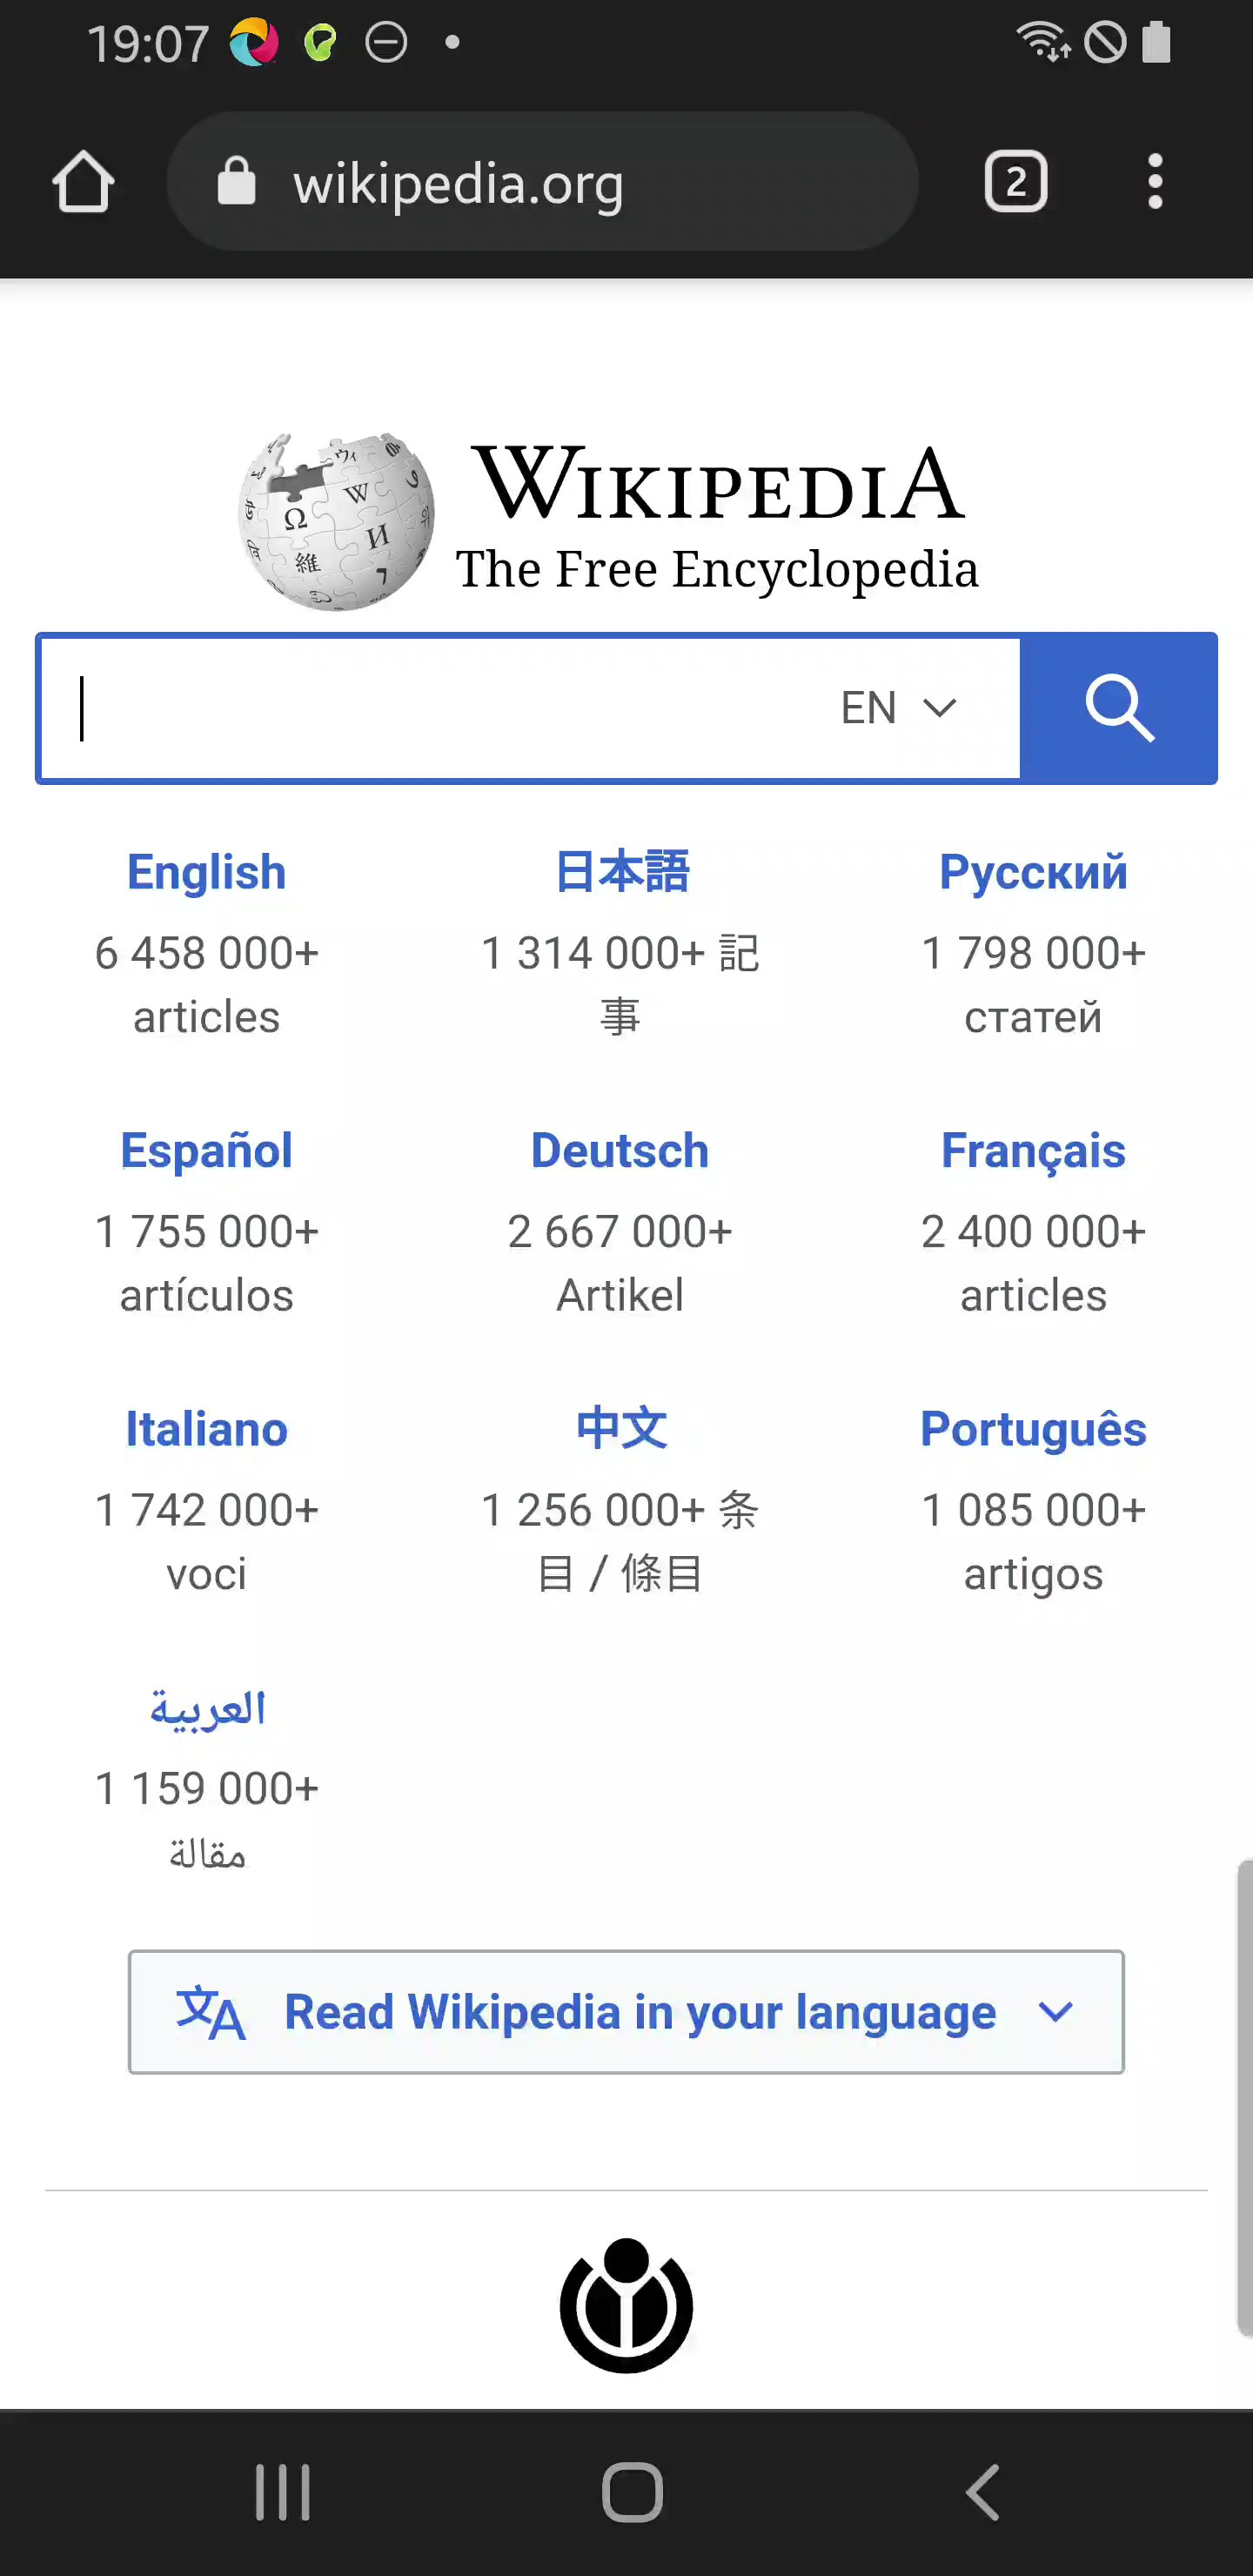 19:07
wikipedia.org
2
WIKIPEDIA
The Free Encyclopedia
EN
English
6 458 000+
articles
日本語
1 314 000+ 記
事
Русский
1 798 000+
статей
Español
1 755 000+
artículos
Deutsch
2 667 000+
Artikel
Français
2 400 000+
articles
Italiano
1 742 000+
voci
中文
1 256 000+ 条
目 / 條目
Português
1 085 000+
artigos
العربية
1 159 000+
مقالة
Read Wikipedia in your language